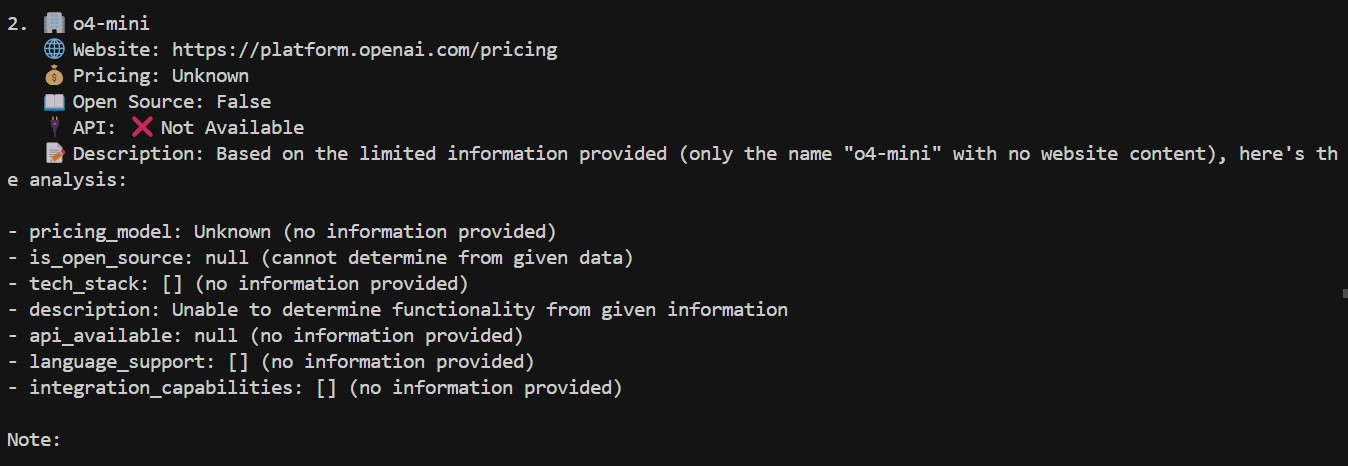 2. 🏢 o4-mini
🌐 Website: https://platform.openai.com/pricing
💰 Pricing: Unknown
📖 Open Source: False
🔌 API: ❌ Not Available
📝 Description: Based on the limited information provided (only the name "o4-mini" with no website content), here's th
e analysis:
- pricing_model: Unknown (no information provided)
- is_open_source: null (cannot determine from given data)
- tech_stack: [] (no information provided)
- description: Unable to determine functionality from given information
- api_available: null (no information provided)
- language_support: [] (no information provided)
- integration_capabilities: [] (no information provided)
Note: